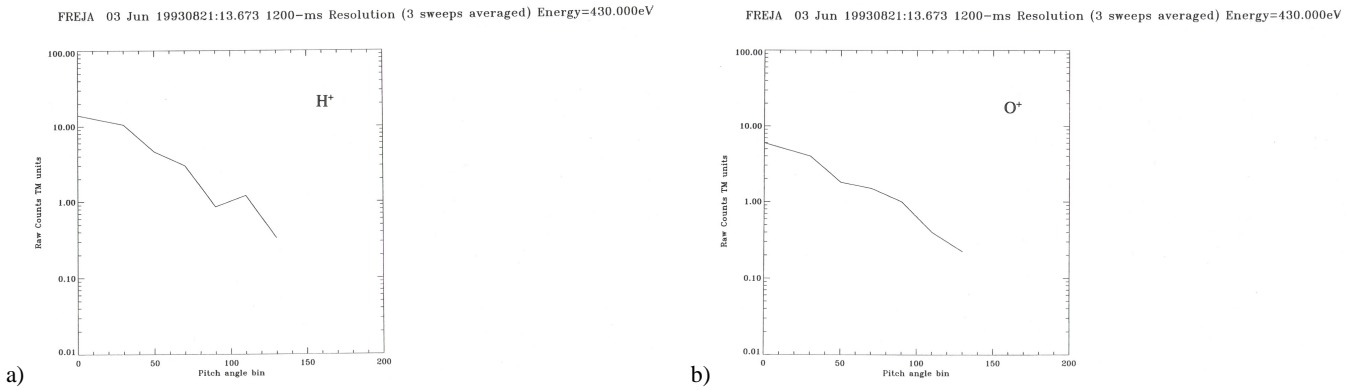 FREJA 03 Jun 19930821:13.673 1200-ms Resolution (3 sweeps averaged) Energy=430.000eV
100.00
10.00
1.00
0.10
0.01
Raw Counts TM units
H+
0 50 100 150 200
Pitch angle bin
a)
FREJA 03 Jun 19930821:13.673 1200-ms Resolution (3 sweeps averaged) Energy=430.000eV
100.00
10.00
1.00
0.10
0.01
Raw Counts TM units
O+
0 50 100 150 200
Pitch angle bin
b)